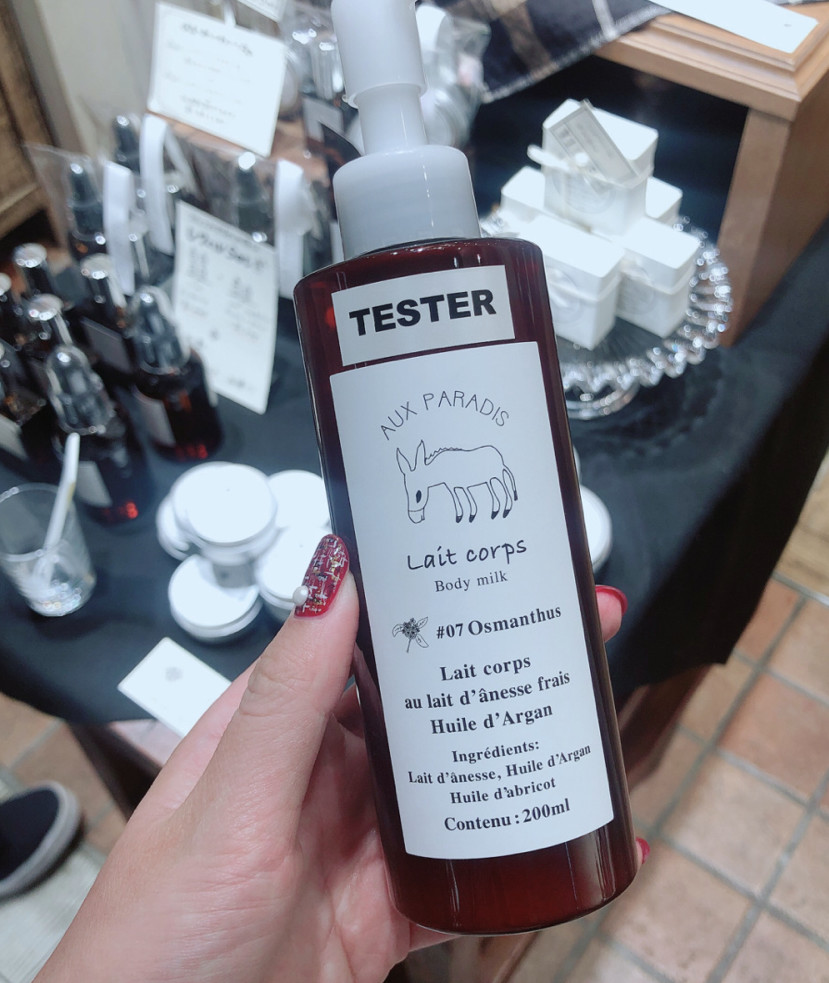 TESTER
AUX PARADIS
Lait corps
Body milk
#07 Osmanthus
Lait corps
au lait d'ânesse frais
Huile d'Argan
Ingrédients:
Lait d'ânesse, Huile d'Argan
Huile d'abricot
Contenu : 200ml